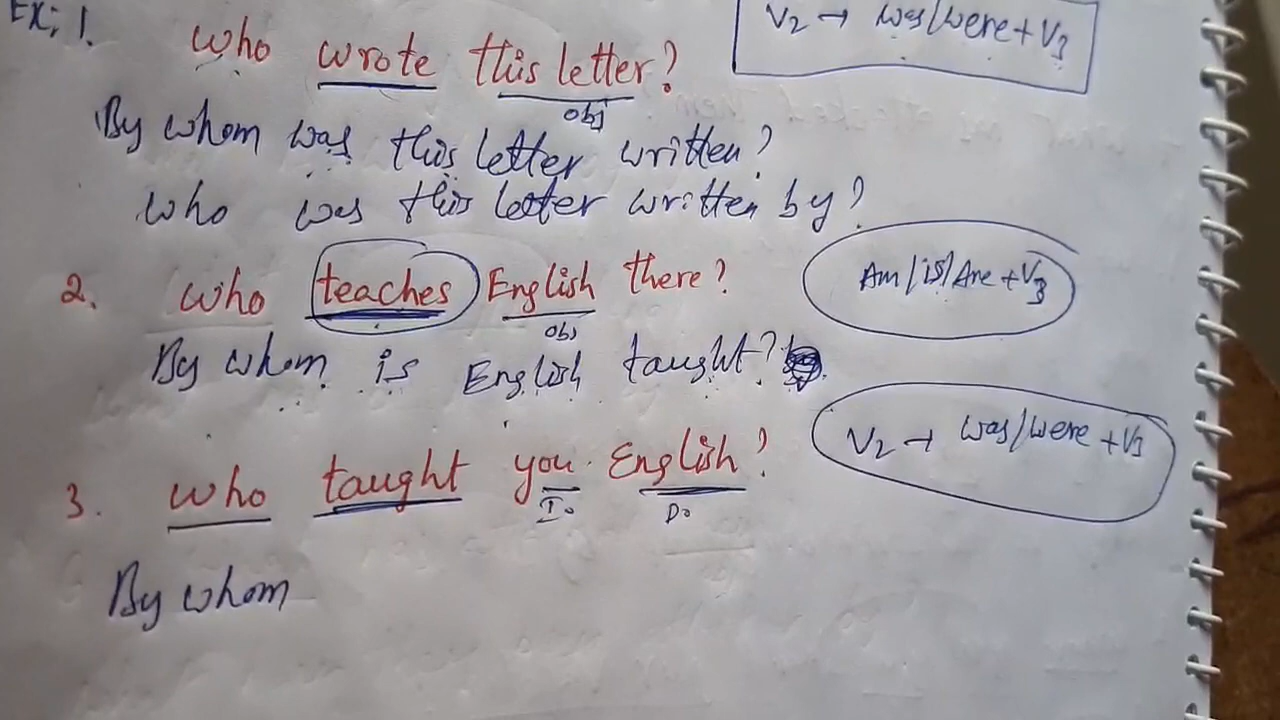 Ex; 1.
V2 → was/were + V3
Who wrote this letter?
obj
By whom was this letter written?
who was this letter written by?
2. who teaches English there?
Am/is/Are + V3
obj
By whom is English taught?
V2 → was/were + V3
3. who taught you English?
Io Do
By whom